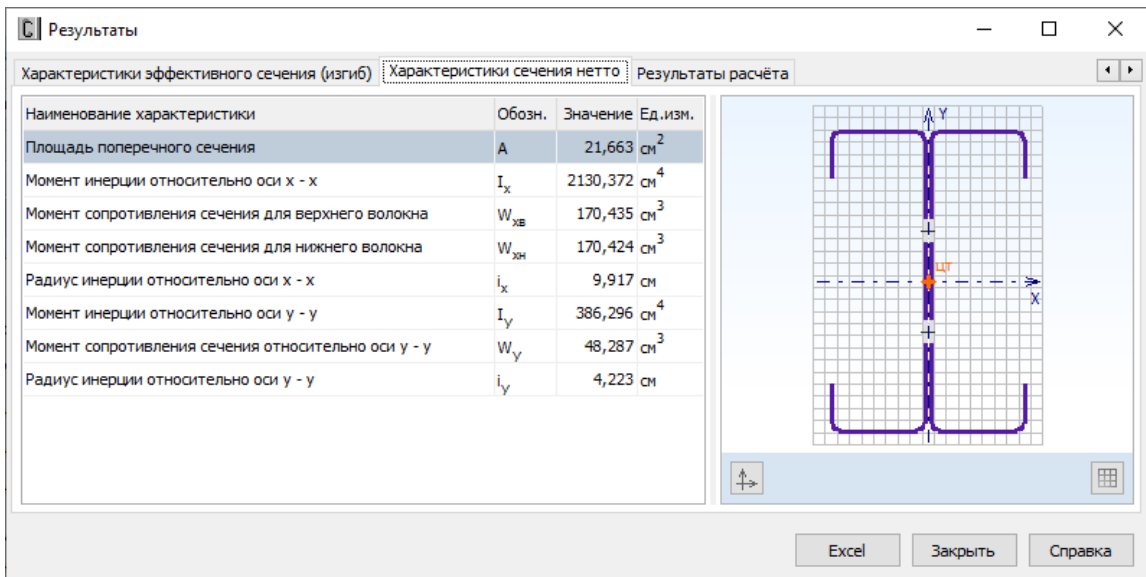 Результаты
Характеристики эффективного сечения (изгиб) Характеристики сечения нетто Результаты расчёта
Наименование характеристики Обозн. Значение Ед.изм.
Площадь поперечного сечения A 21,663 см²
Момент инерции относительно оси x - x Iₓ 2130,372 см⁴
Момент сопротивления сечения для верхнего волокна Wхв 170,435 см³
Момент сопротивления сечения для нижнего волокна Wхн 170,424 см³
Радиус инерции относительно оси x - x iₓ 9,917 см
Момент инерции относительно оси y - y Iy 386,296 см⁴
Момент сопротивления сечения относительно оси y - y Wy 48,287 см³
Радиус инерции относительно оси y - y iy 4,223 см
Y
ЦТ
X
Excel Закрыть Справка